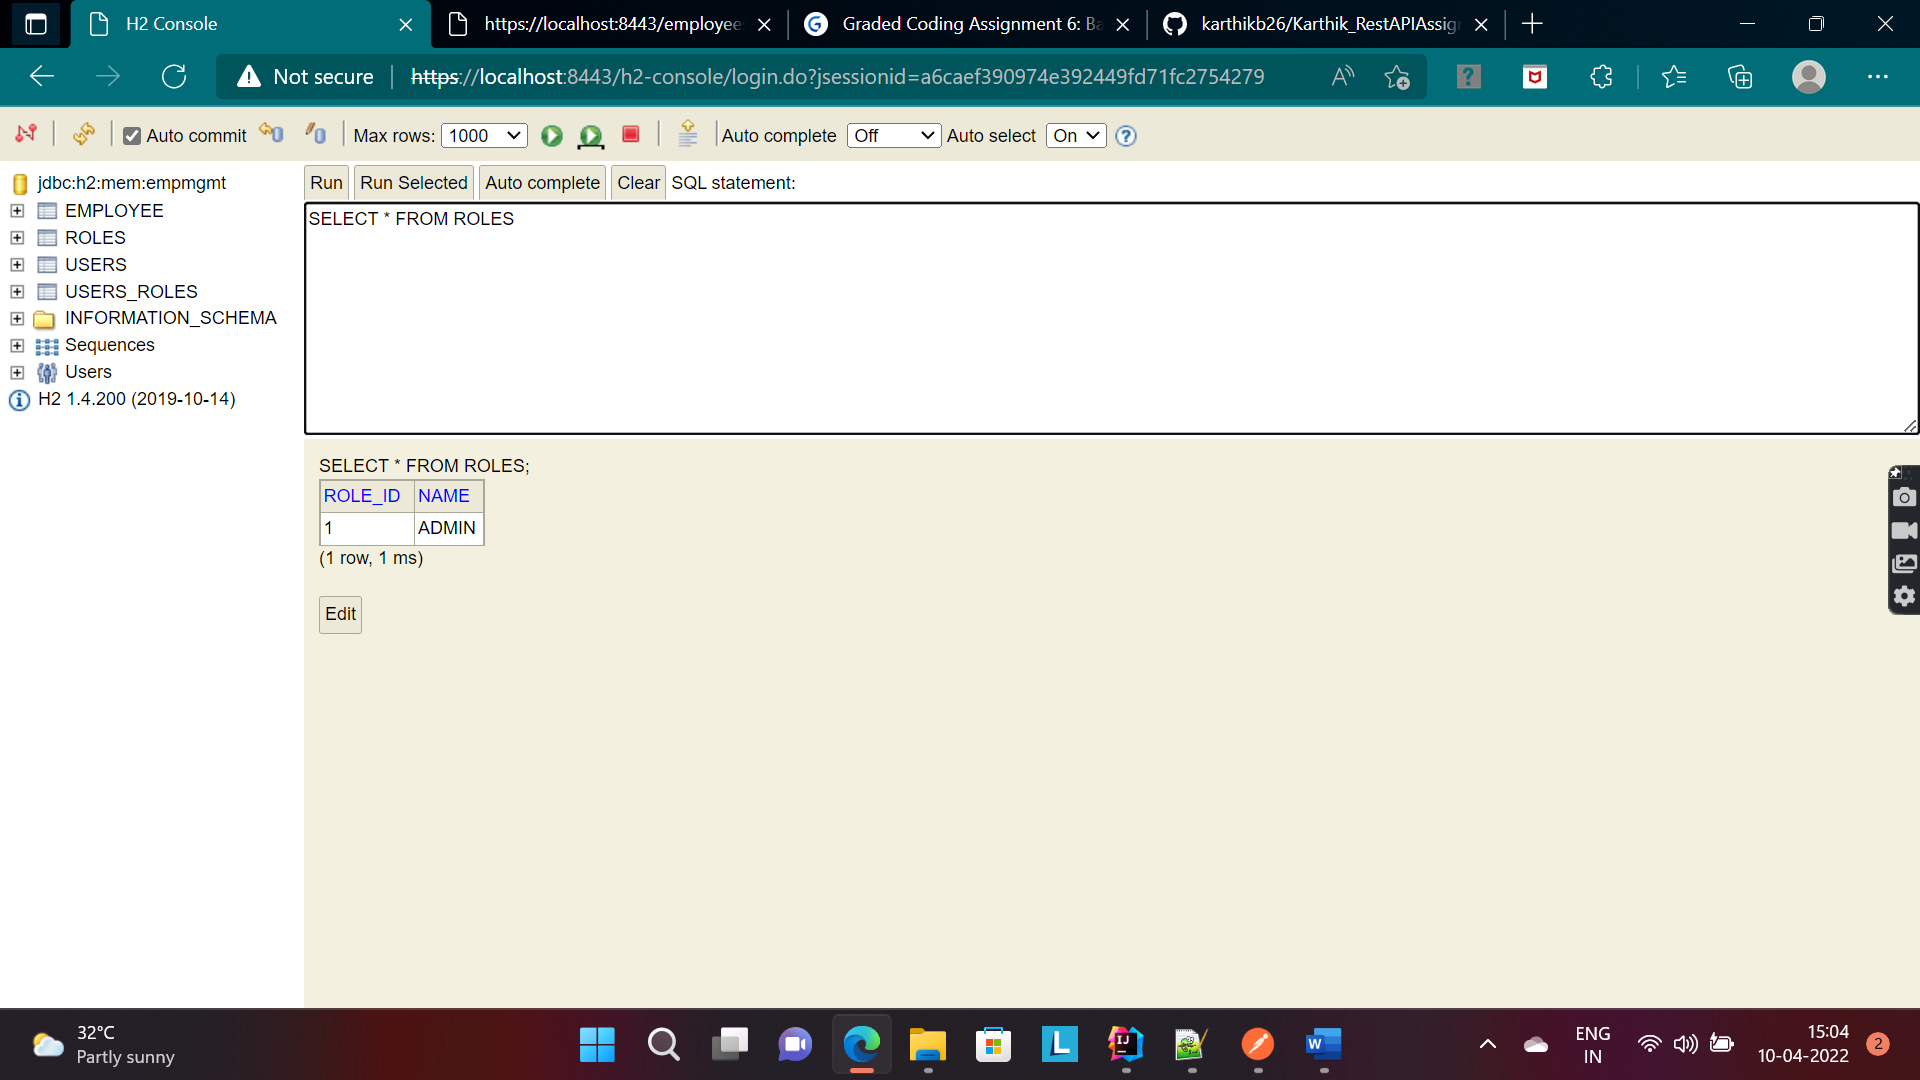 H2 Console
https://localhost:8443/employee
Graded Coding Assignment 6: Ba
karthikb26/Karthik_RestAPIAssig
Not secure
https://localhost:8443/h2-console/login.do?jsessionid=a6caef390974e392449fd71fc2754279
Auto commit
Max rows: 1000
Auto complete Off
Auto select On
jdbc:h2:mem:empmgmt
EMPLOYEE
ROLES
USERS
USERS_ROLES
INFORMATION_SCHEMA
Sequences
Users
H2 1.4.200 (2019-10-14)
Run Run Selected Auto complete Clear SQL statement:
SELECT * FROM ROLES
SELECT * FROM ROLES;
ROLE_ID NAME
1 ADMIN
(1 row, 1 ms)
Edit
32°C
Partly sunny
ENG
IN
15:04
10-04-2022
2